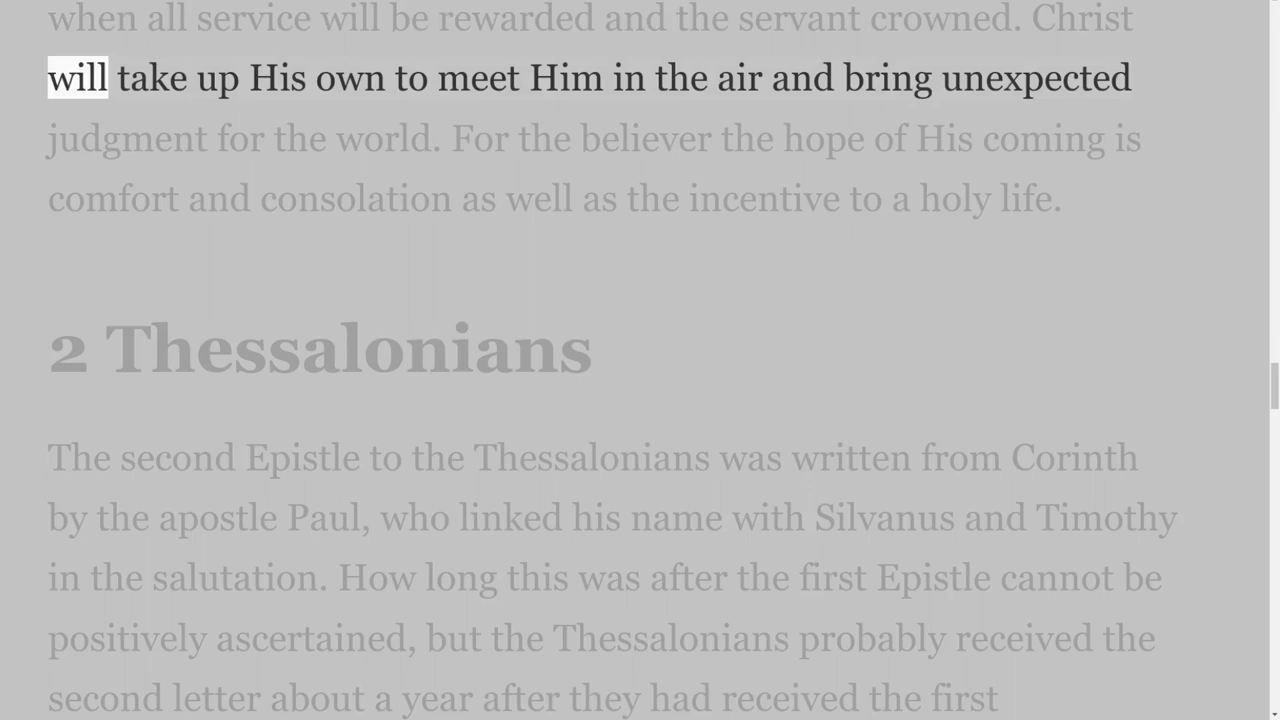 when all service will be rewarded and the servant crowned. Christ
will take up His own to meet Him in the air and bring unexpected
judgment for the world. For the believer the hope of His coming is
comfort and consolation as well as the incentive to a holy life.
2 Thessalonians
The second Epistle to the Thessalonians was written from Corinth
by the apostle Paul, who linked his name with Silvanus and Timothy
in the salutation. How long this was after the first Epistle cannot be
positively ascertained, but the Thessalonians probably received the
second letter about a year after they had received the first